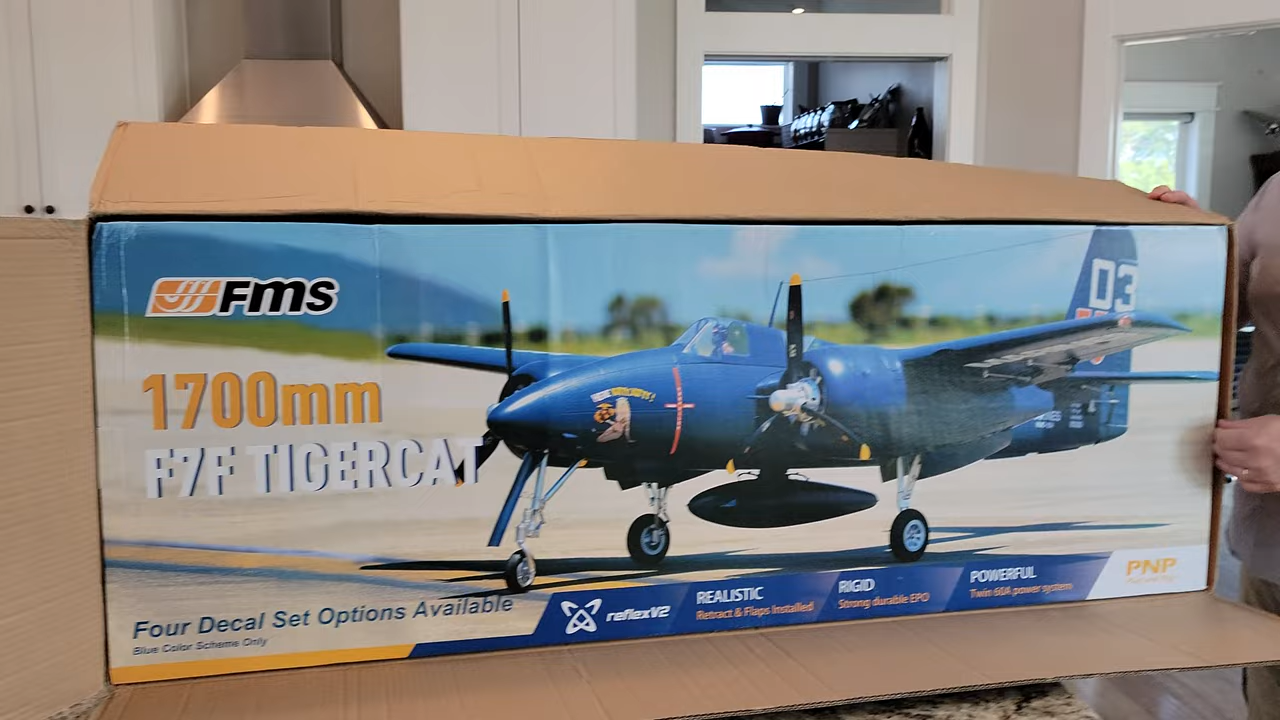 Fms
1700mm
F7F TIGERCAT
D3
Four Decal Set Options Available
Blue Color Scheme Only
reflexV2
REALISTIC
Retract & Flaps Installed
RIGID
Strong durable EPO
POWERFUL
Twin 60A power system
PNP